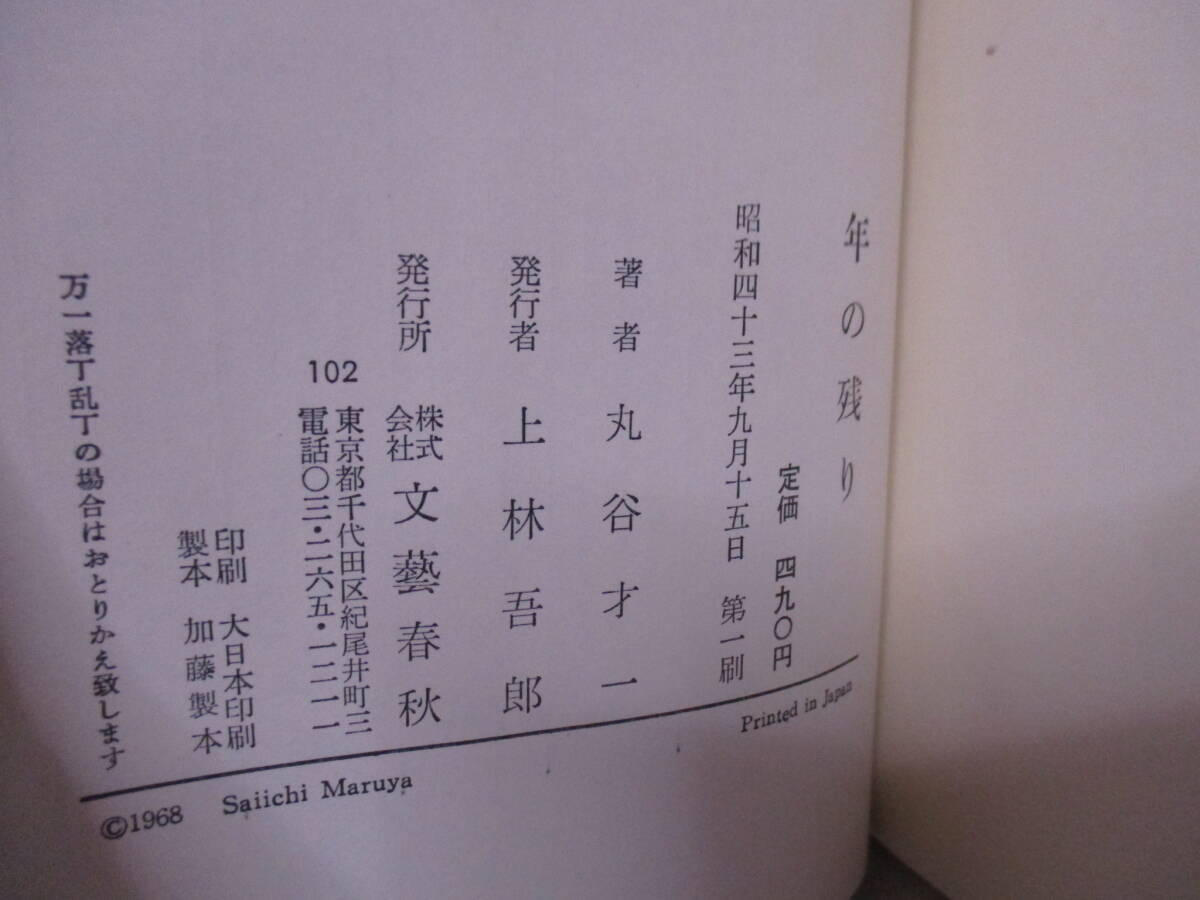 年の残り
定価 四九〇円
昭和四十三年九月十五日 第一刷
著者 丸谷才一
発行者 上林吾郎
発行所 株式会社 文藝春秋
102
東京都千代田区紀尾井町三
電話〇三・二六五・一二一一
印刷 大日本印刷
製本 加藤製本
万一落丁乱丁の場合はおとりかえ致します
Printed in Japan
©1968 Saiichi Maruya